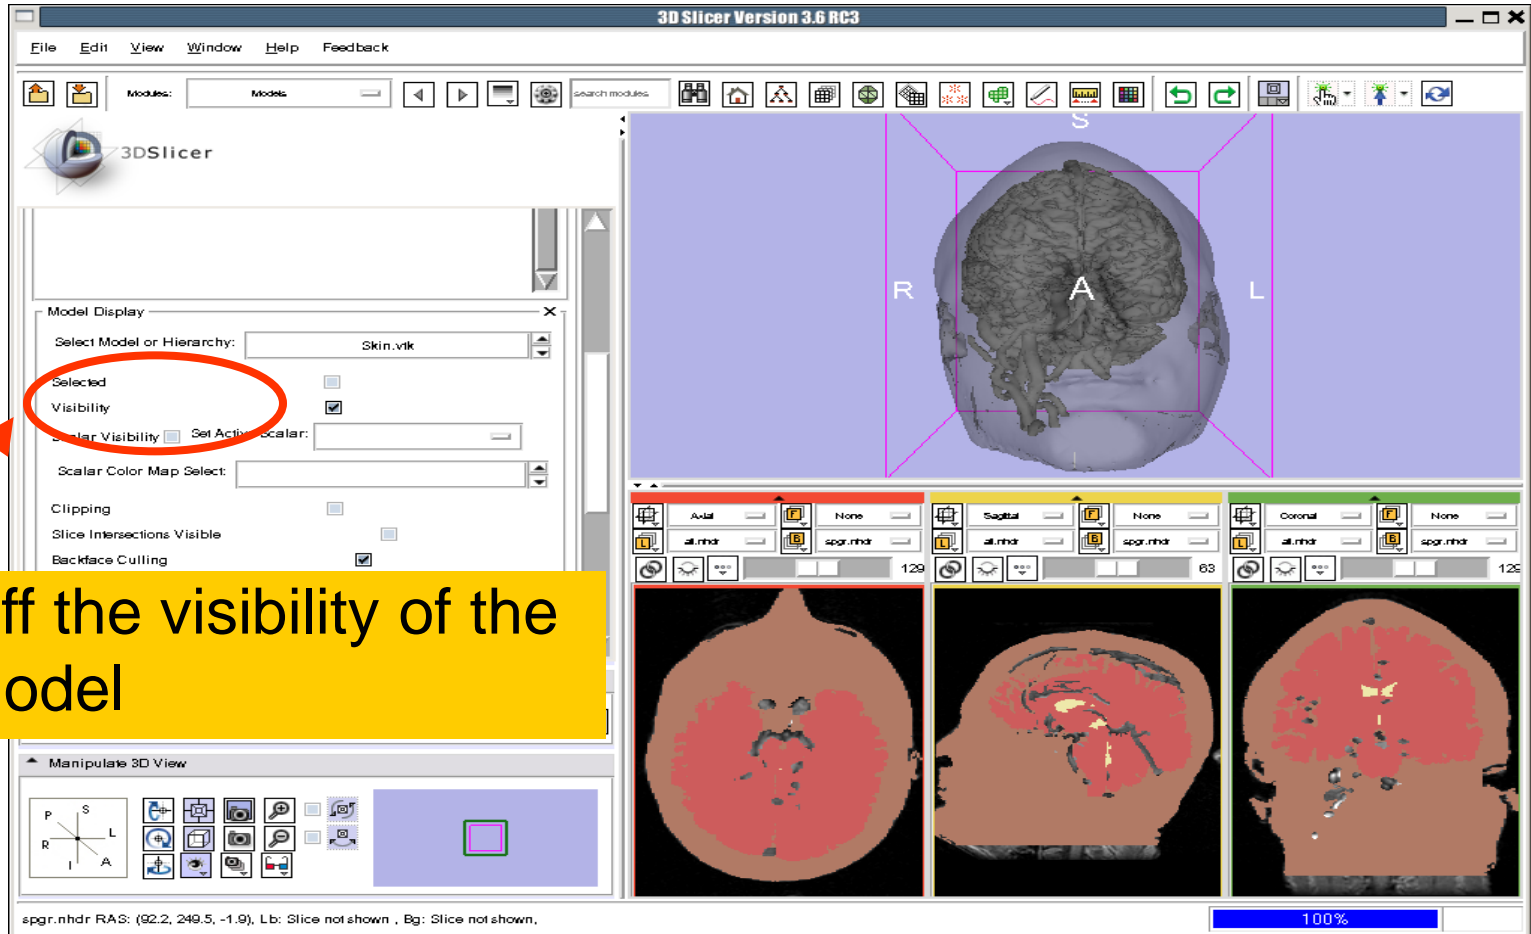 3D Slicer Version 3.6 RC3
File Edit View Window Help Feedback
Modules: Models search modules
3DSlicer
Model Display
Select Model or Hierarchy: Skin.vtk
Selected
Visibility
Scalar Visibility Set Active Scalar:
Scalar Color Map Select:
Clipping
Slice Intersections Visible
Backface Culling
ff the visibility of the
odel
Manipulate 3D View
P S
R L
I A
S
R A L
I
Axial F None
L all.nhdr B spgr.nhdr
129
Sagittal F None
L all.nhdr B spgr.nhdr
63
Coronal F None
L all.nhdr B spgr.nhdr
129
spgr.nhdr RAS: (92.2, 249.5, -1.9), Lb: Slice not shown , Bg: Slice not shown,
100%